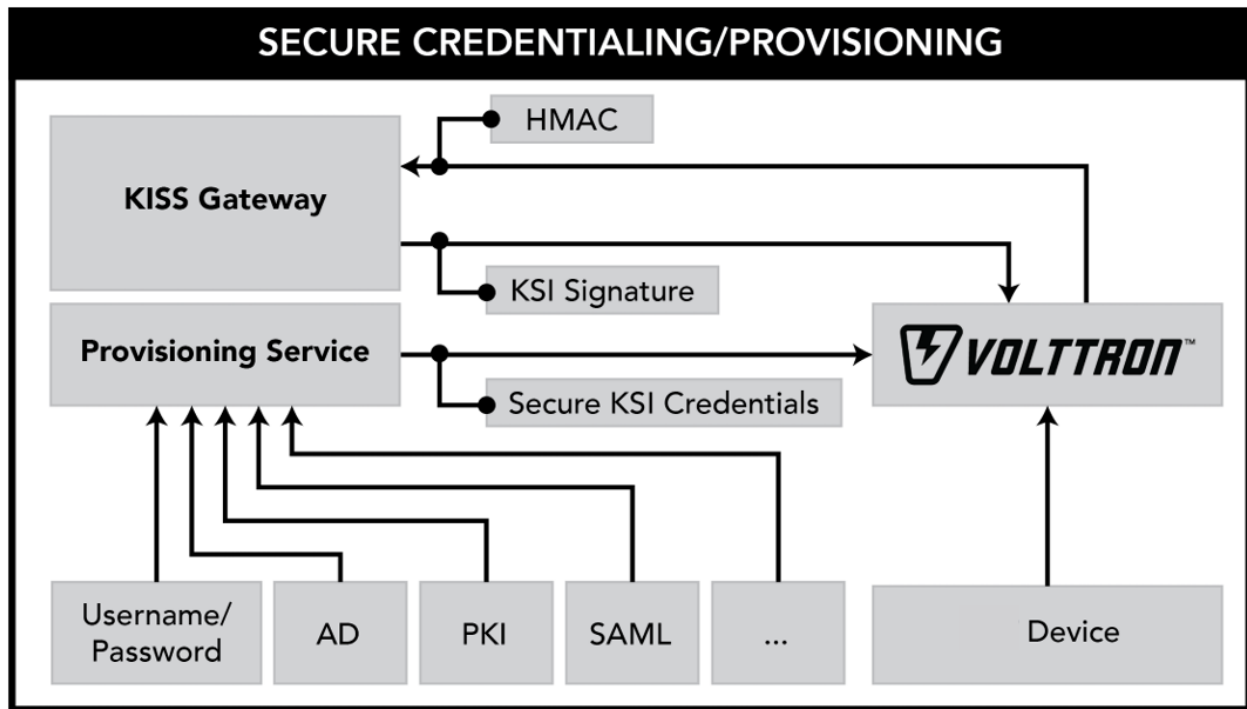 SECURE CREDENTIALING/PROVISIONING
HMAC
KISS Gateway
KSI Signature
Provisioning Service
VOLTTRON™
Secure KSI Credentials
Username/
Password
AD
PKI
SAML
...
Device